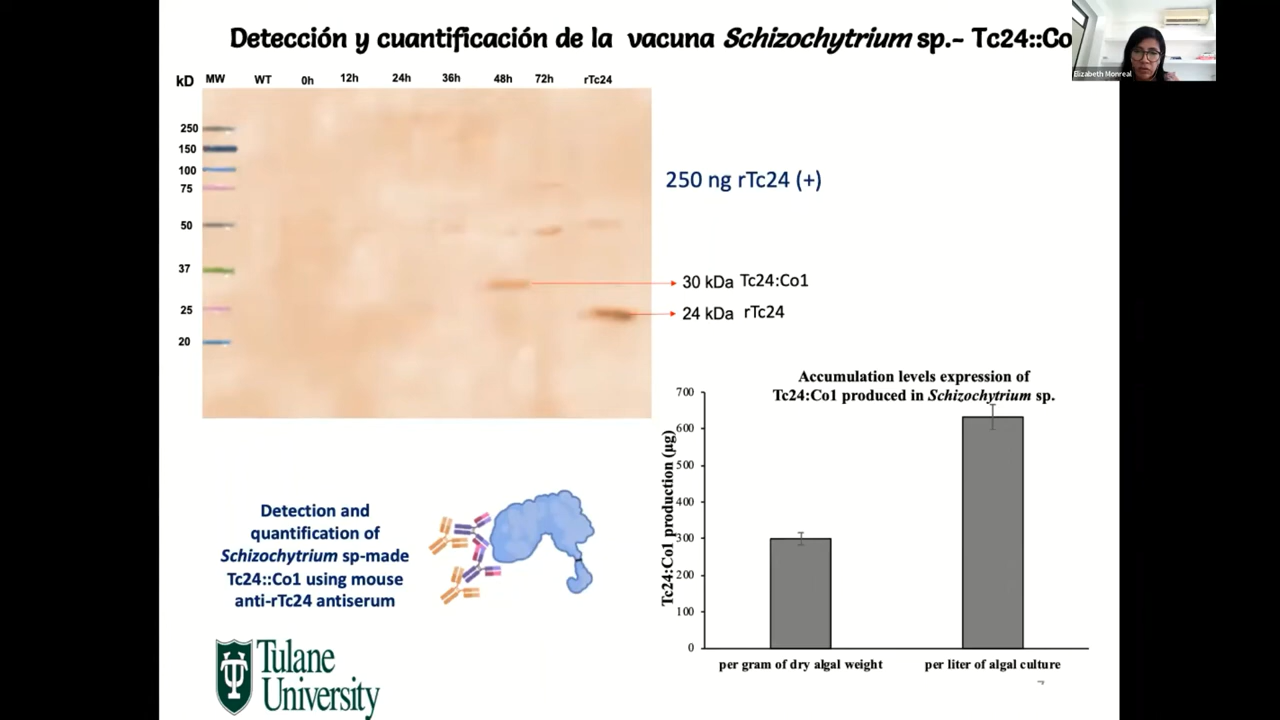 Detección y cuantificación de la vacuna Schizochytrium sp.- Tc24::Co
Elizabeth Monreal
kD MW WT 0h 12h 24h 36h 48h 72h rTc24
250
150
100
75
50
37
25
20
250 ng rTc24 (+)
30 kDa Tc24:Co1
24 kDa rTc24
Accumulation levels expression of
Tc24:Co1 produced in Schizochytrium sp.
Tc24:Co1 production (µg)
700
600
500
400
300
200
100
0
per gram of dry algal weight
per liter of algal culture
Detection and
quantification of
Schizochytrium sp-made
Tc24::Co1 using mouse
anti-rTc24 antiserum
Tulane
University